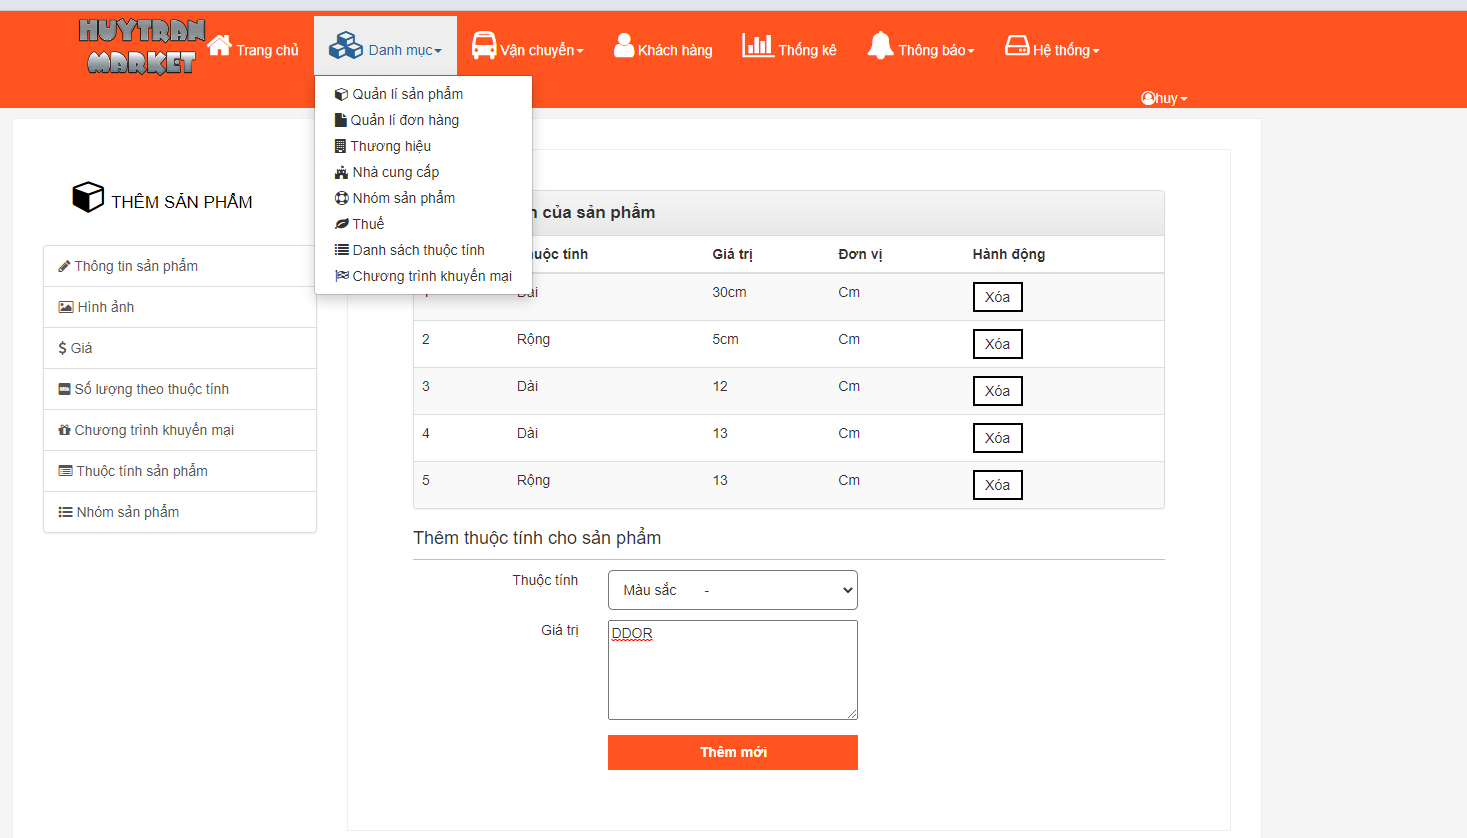 HUYTRAN
MARKET
Trang chủ
Danh mục
Vận chuyển
Khách hàng
Thống kê
Thông báo
Hệ thống
huy
Quản lí sản phẩm
Quản lí đơn hàng
Thương hiệu
Nhà cung cấp
Nhóm sản phẩm
Thuế
Danh sách thuộc tính
Chương trình khuyến mại
THÊM SẢN PHẨM
Thông tin sản phẩm
Hình ảnh
$ Giá
Số lượng theo thuộc tính
Chương trình khuyến mại
Thuộc tính sản phẩm
Nhóm sản phẩm
của sản phẩm
tính Giá trị Đơn vị Hành động
30cm Cm Xóa
2 Rộng 5cm Cm Xóa
3 Dài 12 Cm Xóa
4 Dài 13 Cm Xóa
5 Rộng 13 Cm Xóa
Thêm thuộc tính cho sản phẩm
Thuộc tính Màu sắc -
Giá trị DDOR
Thêm mới